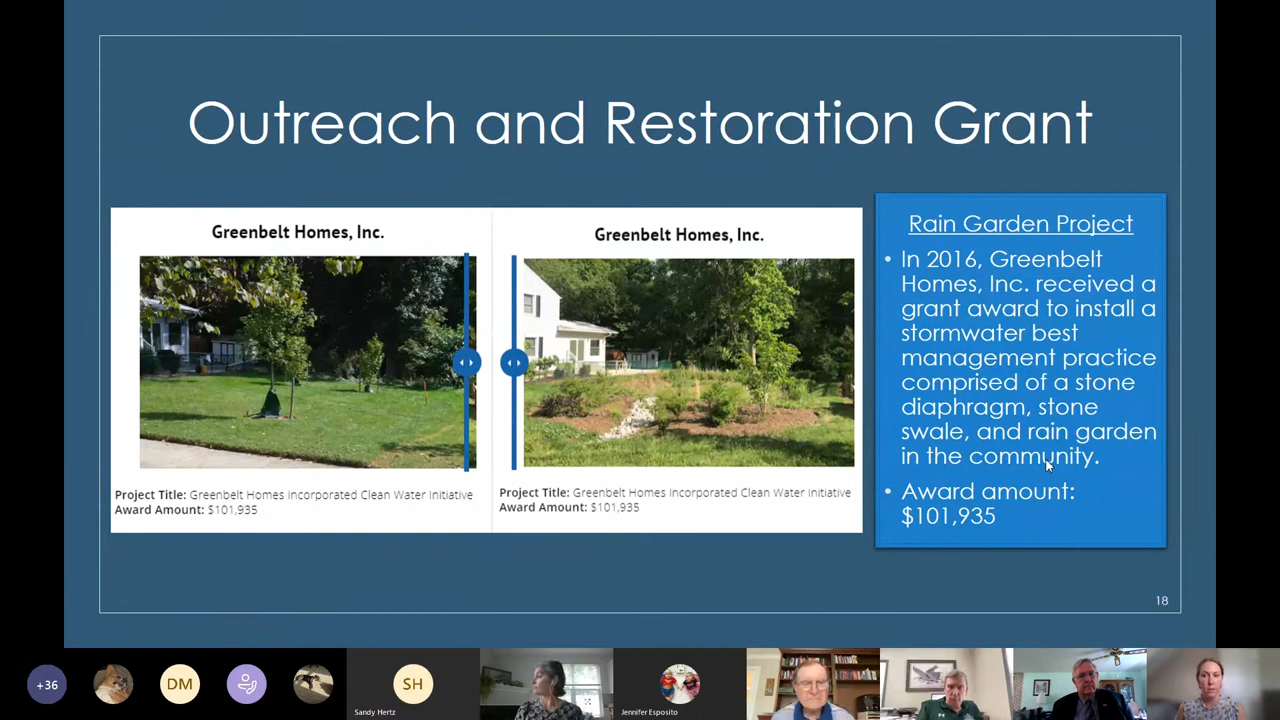 Outreach and Restoration Grant
Greenbelt Homes, Inc.
Project Title: Greenbelt Homes Incorporated Clean Water Initiative
Award Amount: $101,935
Greenbelt Homes, Inc.
Project Title: Greenbelt Homes Incorporated Clean Water Initiative
Award Amount: $101,935
Rain Garden Project
• In 2016, Greenbelt
Homes, Inc. received a
grant award to install a
stormwater best
management practice
comprised of a stone
diaphragm, stone
swale, and rain garden
in the community.
• Award amount:
$101,935
18
+36
DM
SH
Sandy Hertz
Jennifer Esposito